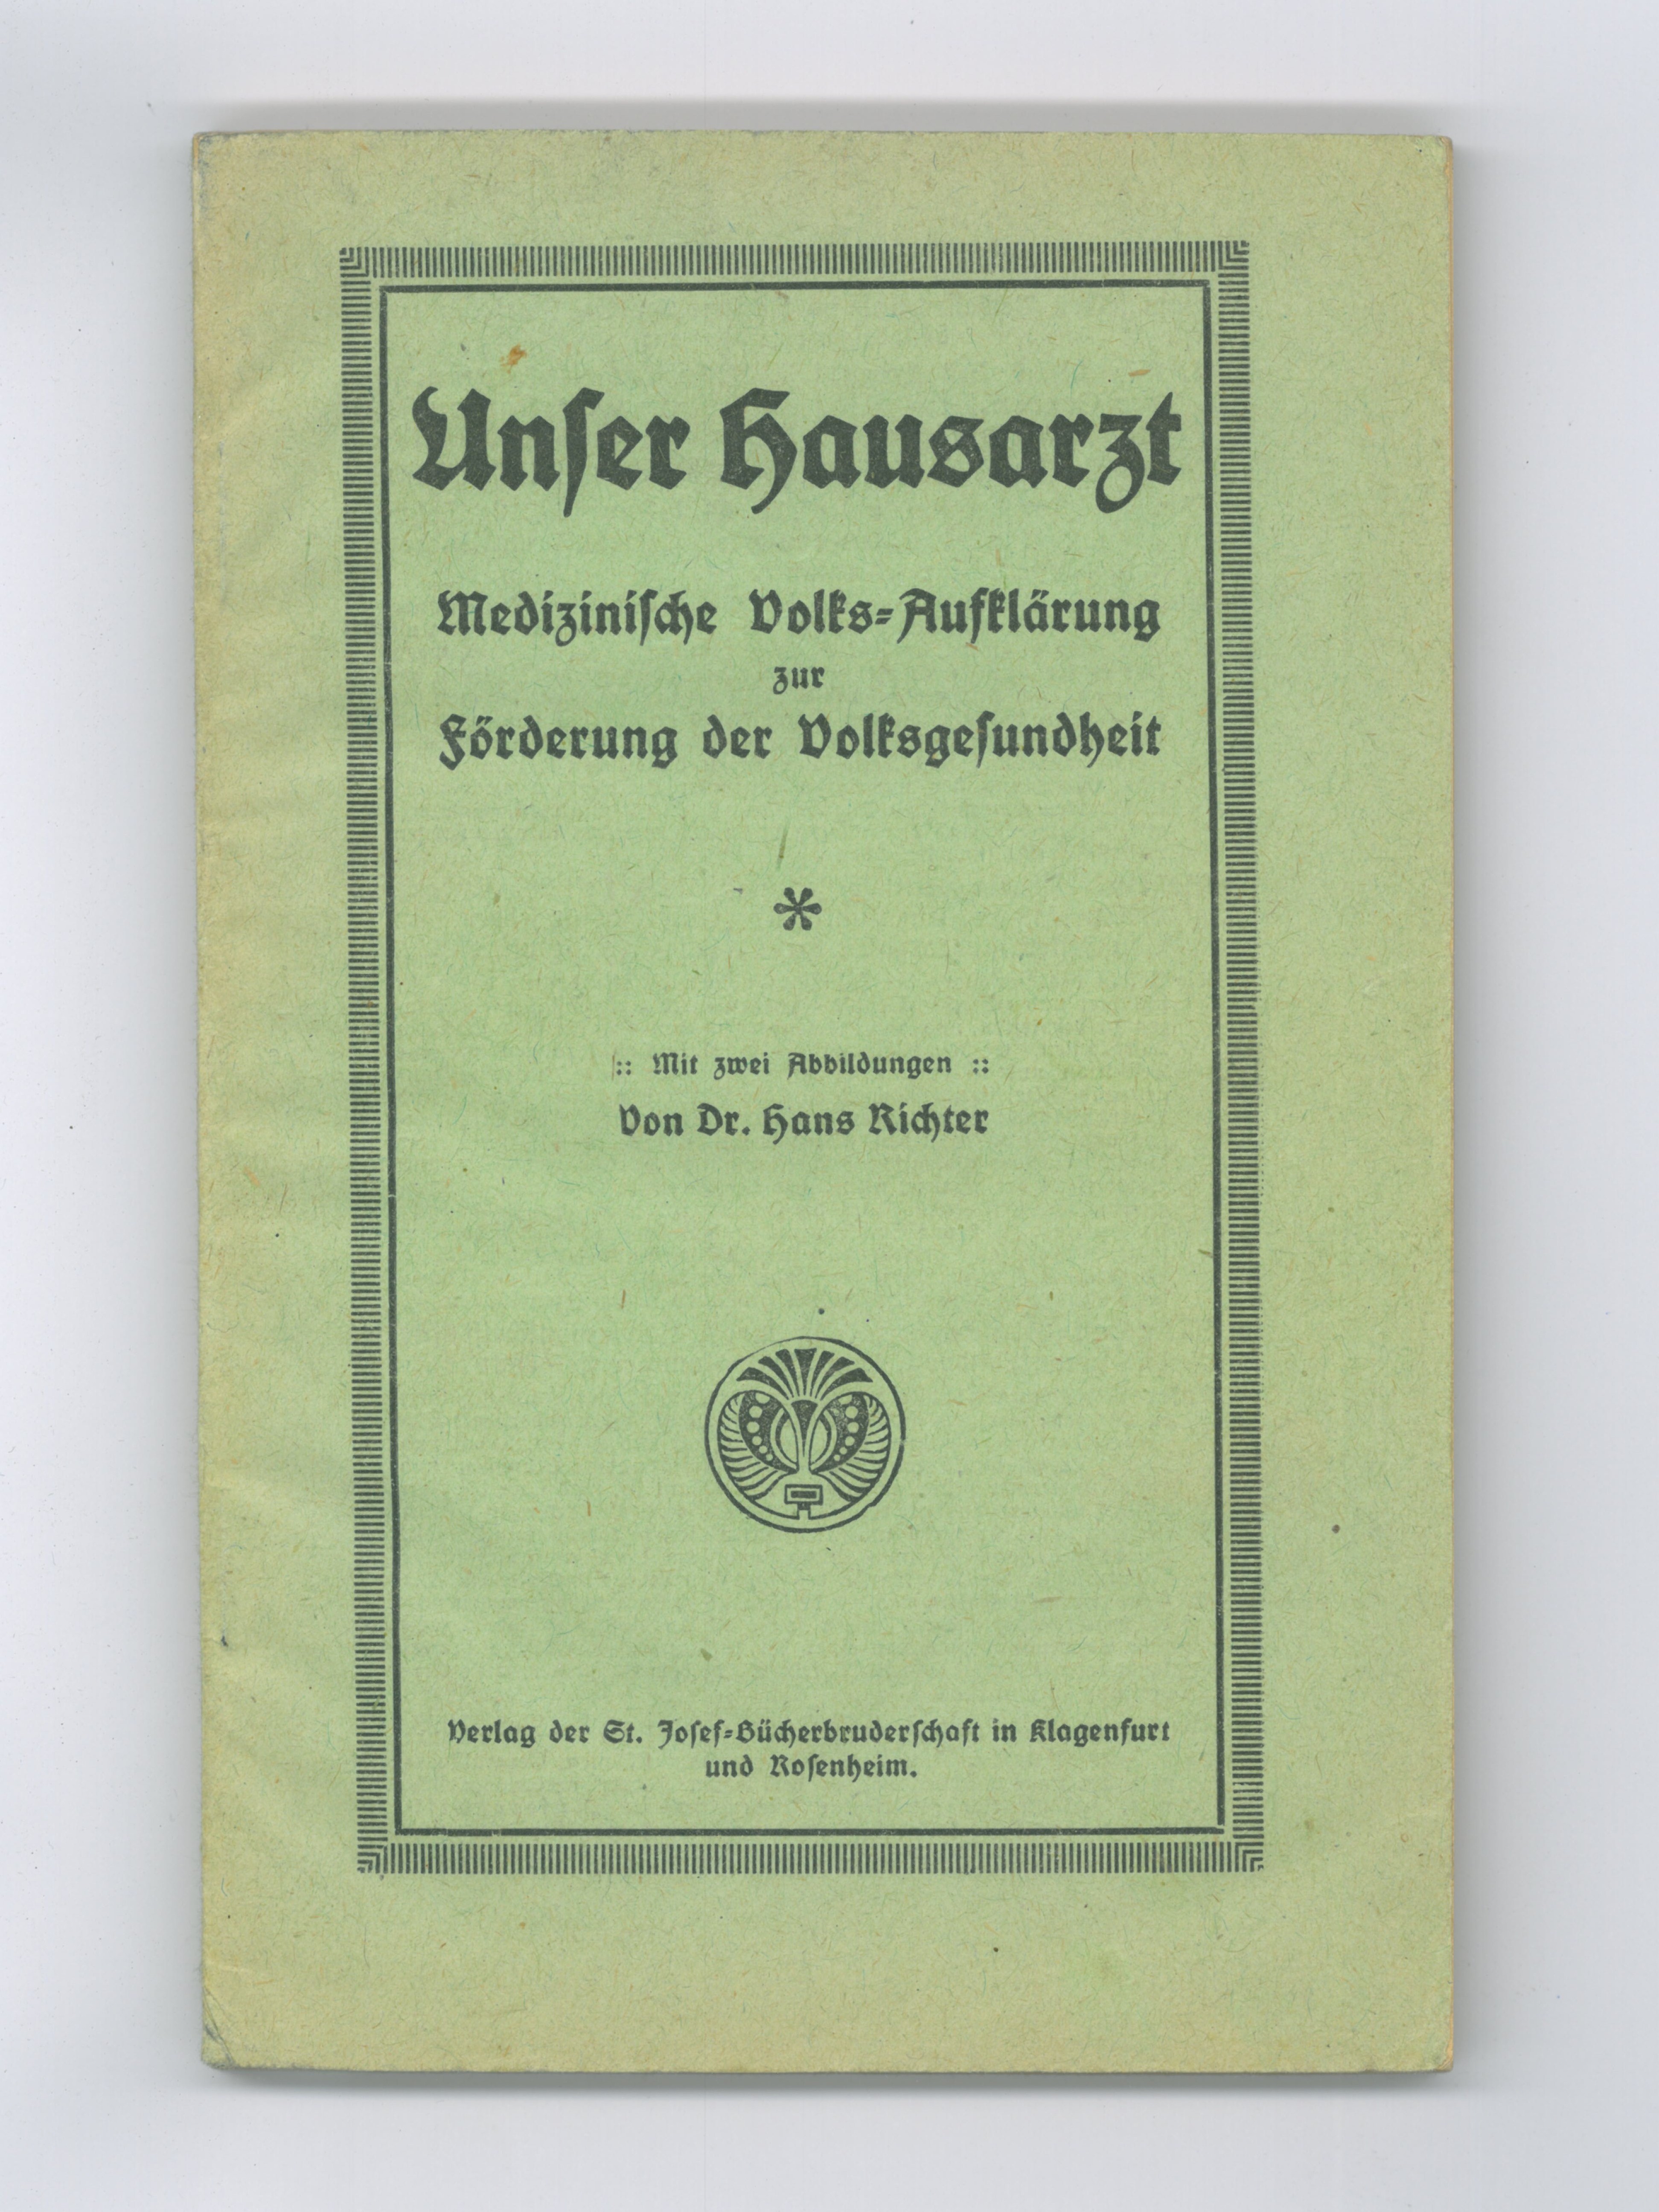 Unſer Hausarzt
Mediziniſche Volks-Aufklärung
zur
Förderung der Volksgeſundheit
*
:: Mit zwei Abbildungen ::
Von Dr. Hans Richter
Verlag der St. Joſef-Bücherbruderſchaft in Klagenfurt
und Roſenheim.